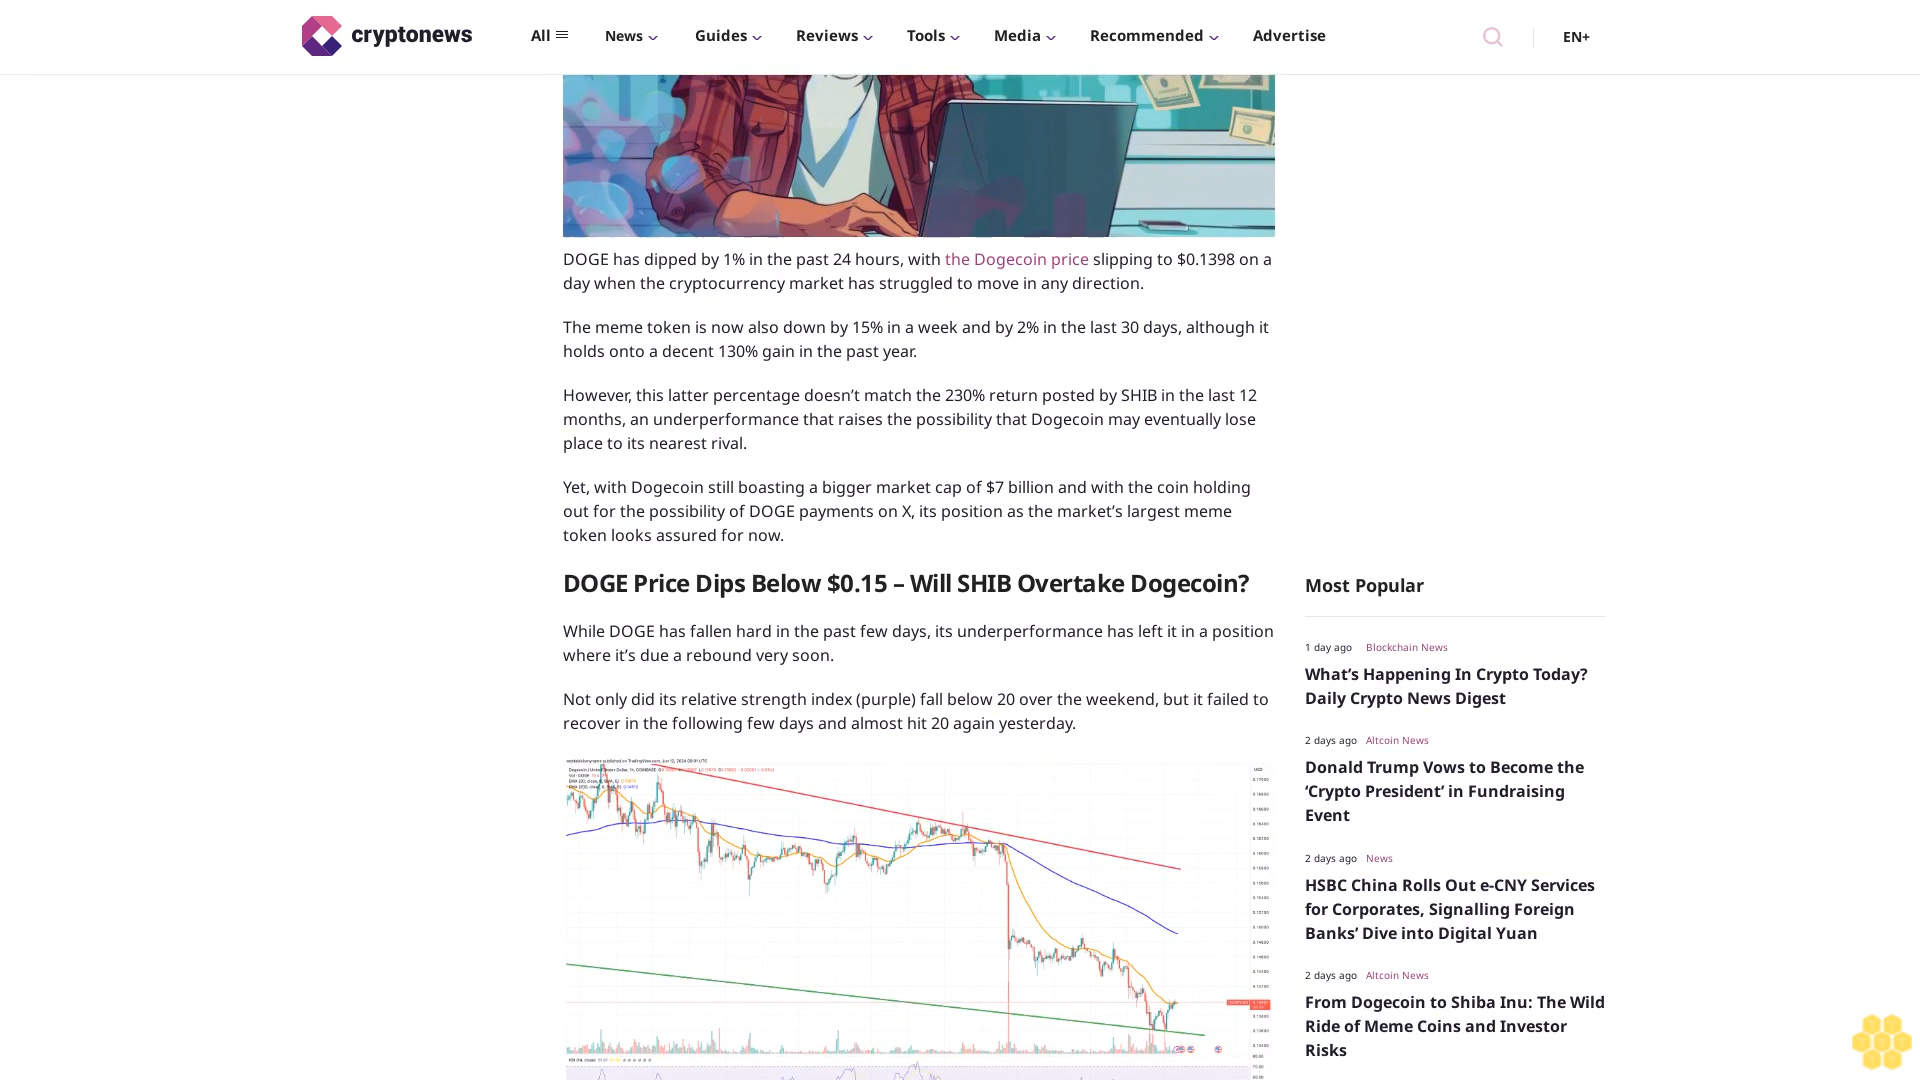 cryptonews
All
News
Guides
Reviews
Tools
Media
Recommended
Advertise
EN+
DOGE has dipped by 1% in the past 24 hours, with the Dogecoin price slipping to $0.1398 on a
day when the cryptocurrency market has struggled to move in any direction.
The meme token is now also down by 15% in a week and by 2% in the last 30 days, although it
holds onto a decent 130% gain in the past year.
However, this latter percentage doesn’t match the 230% return posted by SHIB in the last 12
months, an underperformance that raises the possibility that Dogecoin may eventually lose
place to its nearest rival.
Yet, with Dogecoin still boasting a bigger market cap of $7 billion and with the coin holding
out for the possibility of DOGE payments on X, its position as the market’s largest meme
token looks assured for now.
DOGE Price Dips Below $0.15 – Will SHIB Overtake Dogecoin?
While DOGE has fallen hard in the past few days, its underperformance has left it in a position
where it’s due a rebound very soon.
Not only did its relative strength index (purple) fall below 20 over the weekend, but it failed to
recover in the following few days and almost hit 20 again yesterday.
Most Popular
1 day ago Blockchain News
What’s Happening In Crypto Today?
Daily Crypto News Digest
2 days ago Altcoin News
Donald Trump Vows to Become the
‘Crypto President’ in Fundraising
Event
2 days ago News
HSBC China Rolls Out e-CNY Services
for Corporates, Signalling Foreign
Banks’ Dive into Digital Yuan
2 days ago Altcoin News
From Dogecoin to Shiba Inu: The Wild
Ride of Meme Coins and Investor
Risks